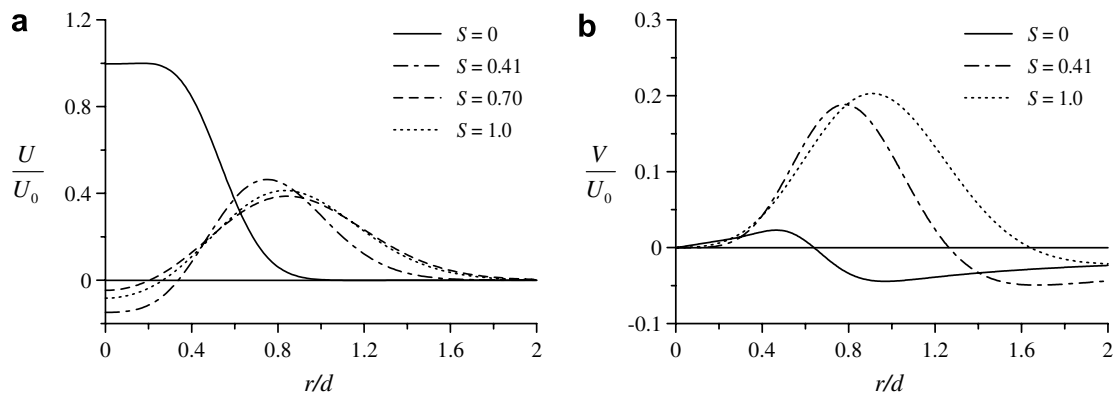 a
1.2
0.8
0.4
0
U
U0
S = 0
S = 0.41
S = 0.70
S = 1.0
0 0.4 0.8 1.2 1.6 2
r/d
b
0.3
0.2
0.1
0
-0.1
V
U0
S = 0
S = 0.41
S = 1.0
0 0.4 0.8 1.2 1.6 2
r/d